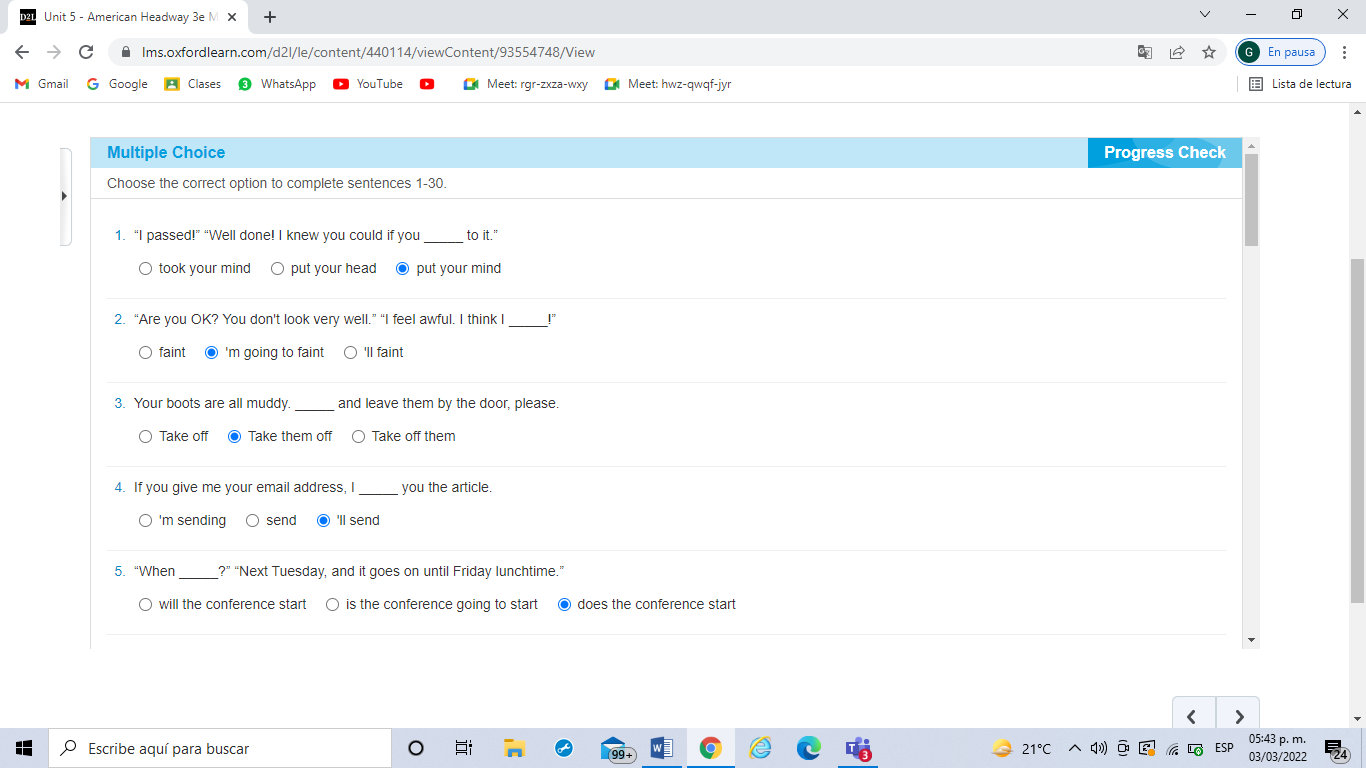 D2L Unit 5 - American Headway 3e M
lms.oxfordlearn.com/d2l/le/content/440114/viewContent/93554748/View
G En pausa
Gmail Google Clases 3 WhatsApp YouTube Meet: rgr-zxza-wxy Meet: hwz-qwqf-jyr Lista de lectura
Multiple Choice Progress Check
Choose the correct option to complete sentences 1-30.
1. “I passed!” “Well done! I knew you could if you _____ to it.”
took your mind put your head put your mind
2. “Are you OK? You don't look very well.” “I feel awful. I think I _____!”
faint 'm going to faint 'll faint
3. Your boots are all muddy. _____ and leave them by the door, please.
Take off Take them off Take off them
4. If you give me your email address, I _____ you the article.
'm sending send 'll send
5. “When _____?” “Next Tuesday, and it goes on until Friday lunchtime.”
will the conference start is the conference going to start does the conference start
Escribe aquí para buscar 99+ 3 21°C ESP 05:43 p. m.
03/03/2022 24